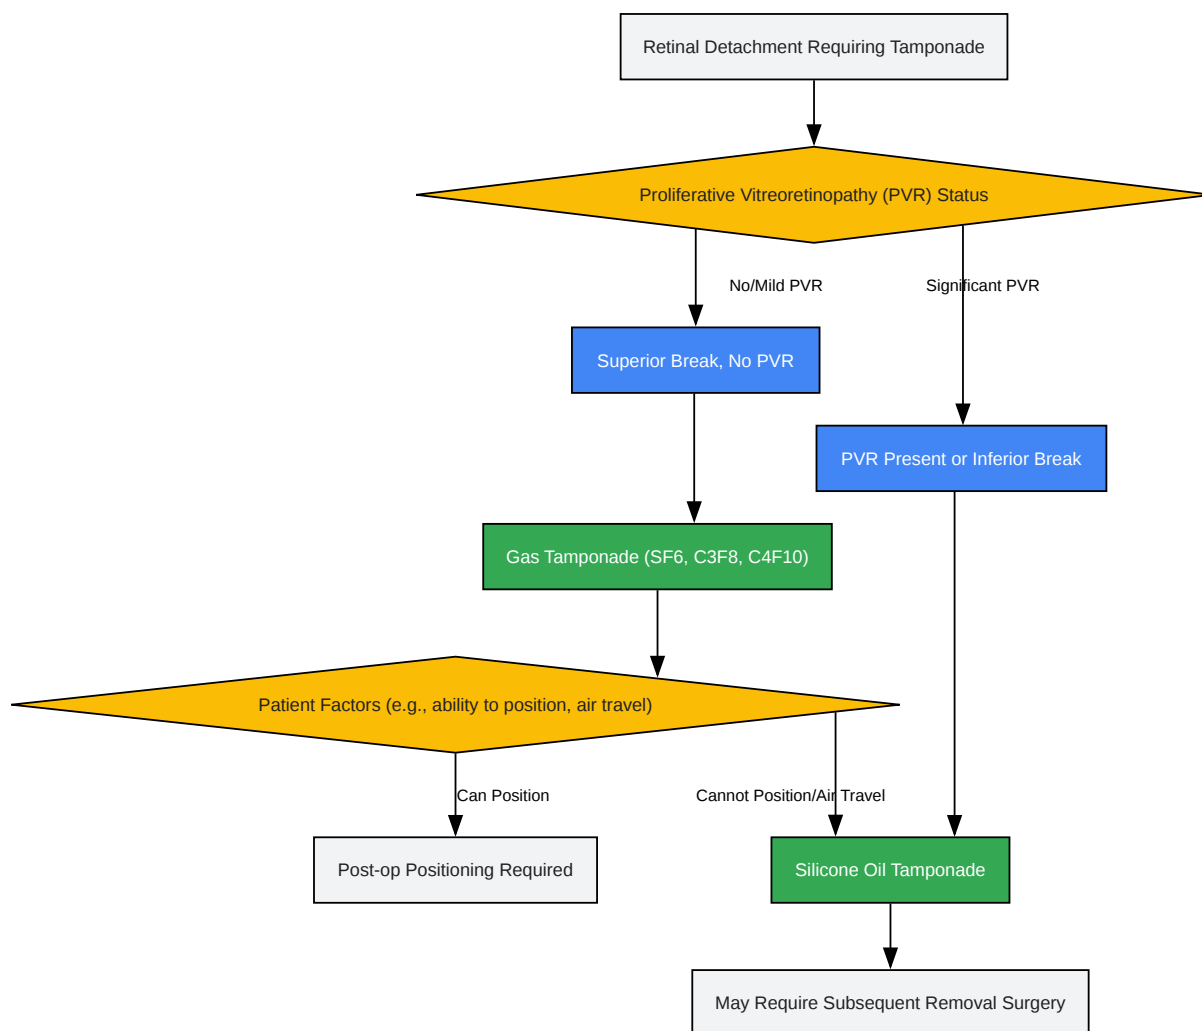 Retinal Detachment Requiring Tamponade
Proliferative Vitreoretinopathy (PVR) Status
No/Mild PVR
Significant PVR
Superior Break, No PVR
PVR Present or Inferior Break
Gas Tamponade (SF6, C3F8, C4F10)
Patient Factors (e.g., ability to position, air travel)
Can Position
Cannot Position/Air Travel
Post-op Positioning Required
Silicone Oil Tamponade
May Require Subsequent Removal Surgery